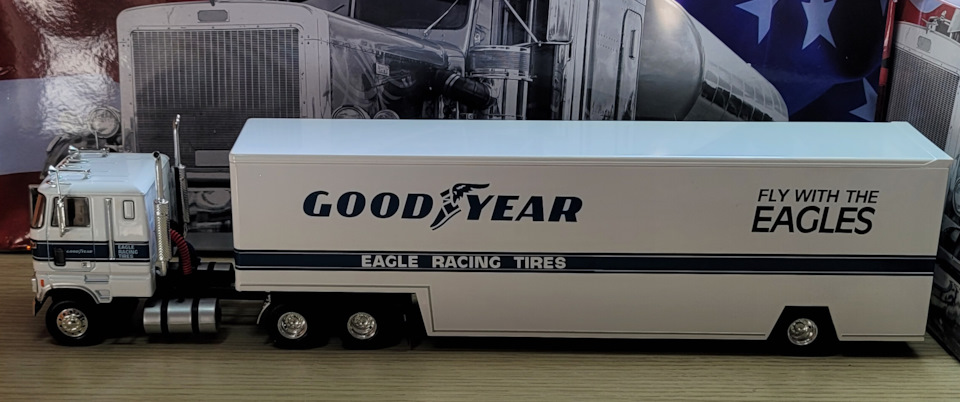 GOODYEAR
FLY WITH THE
EAGLES
EAGLE RACING TIRES
GOODYEAR
EAGLE
RACING
TIRES